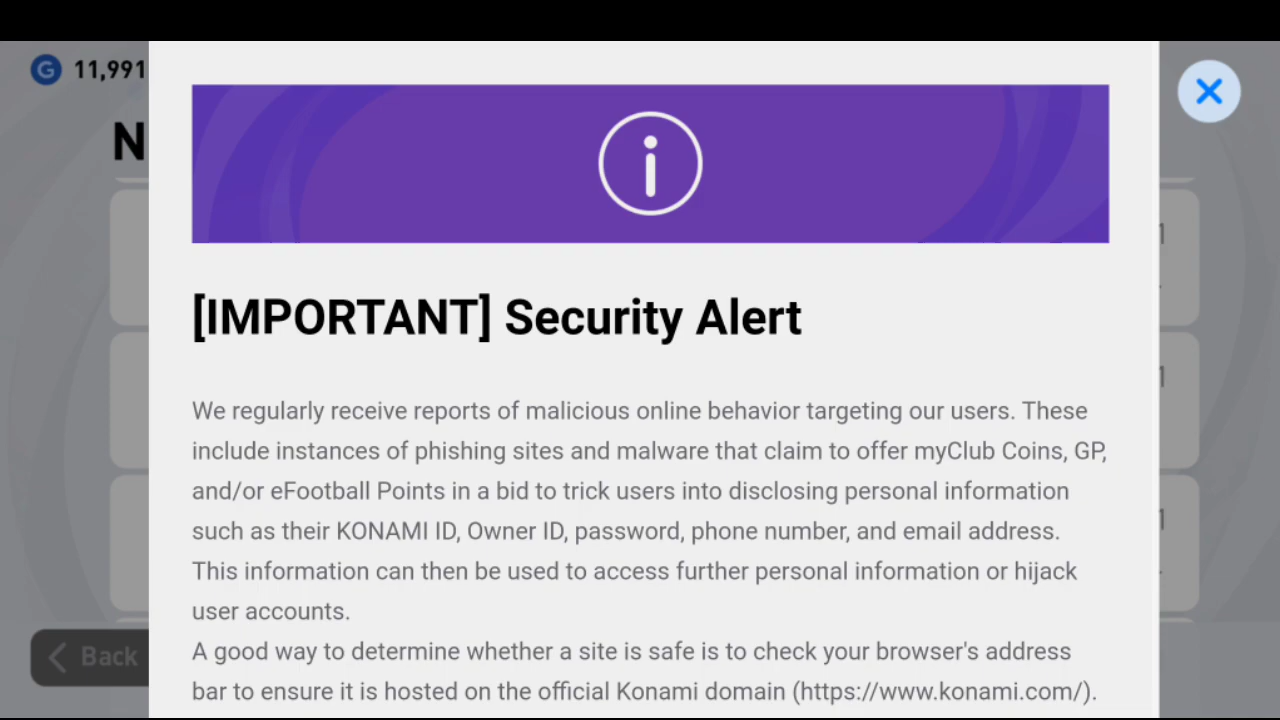 G 11,991
N
[IMPORTANT] Security Alert
We regularly receive reports of malicious online behavior targeting our users. These
include instances of phishing sites and malware that claim to offer myClub Coins, GP,
and/or eFootball Points in a bid to trick users into disclosing personal information
such as their KONAMI ID, Owner ID, password, phone number, and email address.
This information can then be used to access further personal information or hijack
user accounts.
A good way to determine whether a site is safe is to check your browser's address
bar to ensure it is hosted on the official Konami domain (https://www.konami.com/).
1
1
1
Back